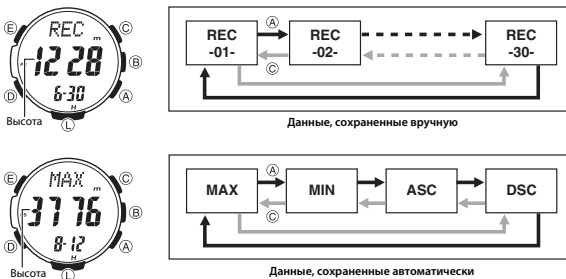 REC
m
P
12 28
6-30
H
Высота
E
C
B
D
A
L
REC
-01-
A
C
REC
-02-
REC
-30-
Данные, сохраненные вручную
MAX
m
S
37 76
8-12
H
Высота
E
C
B
D
A
L
MAX
A
C
MIN
ASC
DSC
Данные, сохраненные автоматически